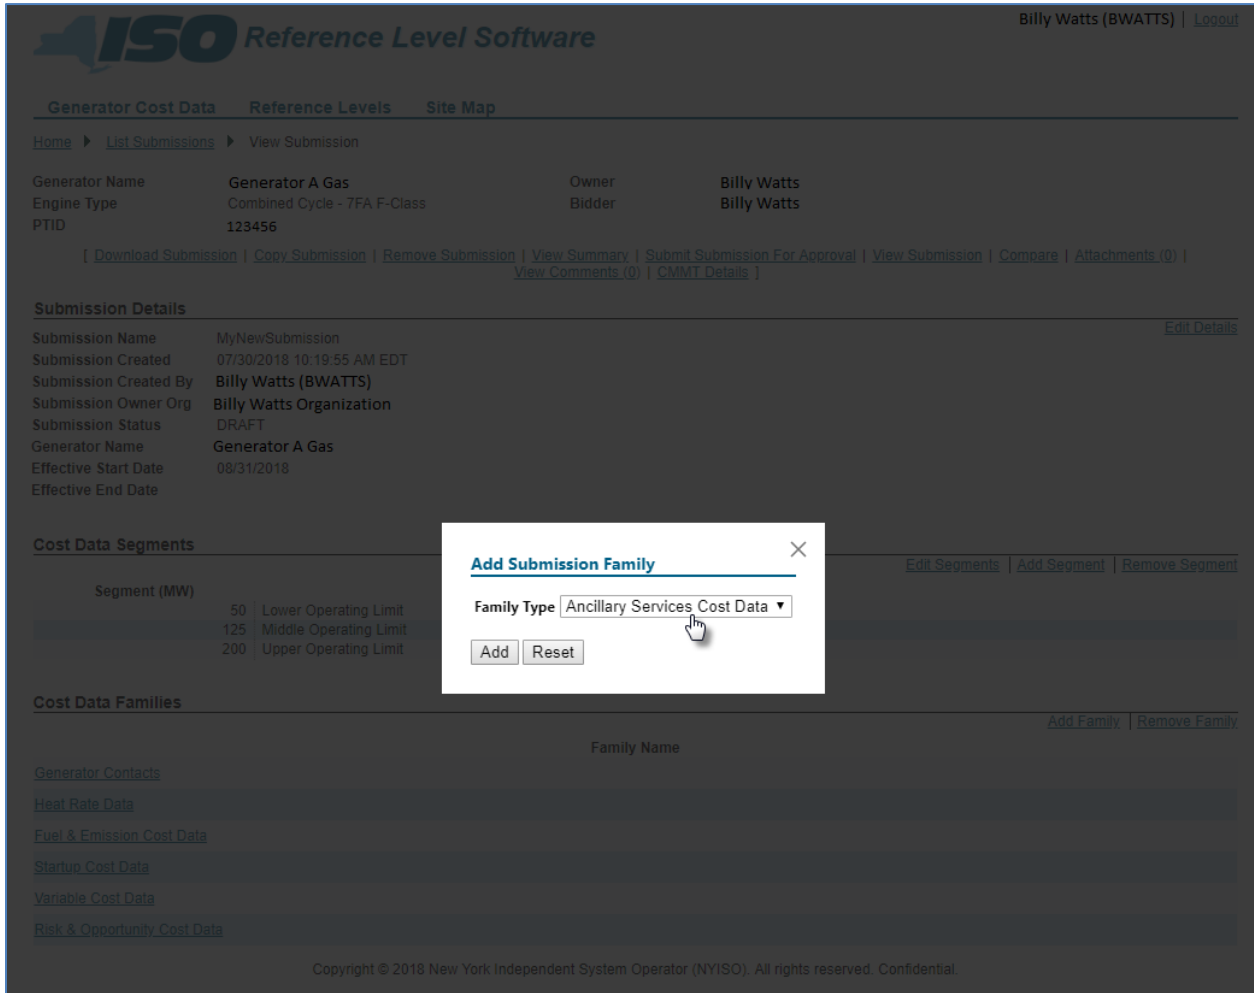 Billy Watts (BWATTS) | Logout
ISO Reference Level Software
Generator Cost Data Reference Levels Site Map
Home List Submissions View Submission
Generator Name Generator A Gas Owner Billy Watts
Engine Type Combined Cycle - 7FA F-Class Bidder Billy Watts
PTID 123456
[ Download Submission | Copy Submission | Remove Submission | View Summary | Submit Submission For Approval | View Submission | Compare | Attachments (0) |
View Comments (0) | CMMT Details ]
Submission Details
Edit Details
Submission Name MyNewSubmission
Submission Created 07/30/2018 10:19:55 AM EDT
Submission Created By Billy Watts (BWATTS)
Submission Owner Org Billy Watts Organization
Submission Status DRAFT
Generator Name Generator A Gas
Effective Start Date 08/31/2018
Effective End Date
Cost Data Segments
Edit Segments | Add Segment | Remove Segment
Segment (MW)
50 Lower Operating Limit
125 Middle Operating Limit
200 Upper Operating Limit
Add Submission Family
Family Type Ancillary Services Cost Data
Add Reset
Cost Data Families
Add Family | Remove Family
Family Name
Generator Contacts
Heat Rate Data
Fuel & Emission Cost Data
Startup Cost Data
Variable Cost Data
Risk & Opportunity Cost Data
Copyright © 2018 New York Independent System Operator (NYISO). All rights reserved. Confidential.